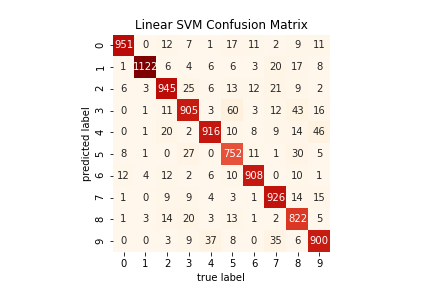 Linear SVM Confusion Matrix
0 951 0 12 7 1 17 11 2 9 11
1 1 1122 6 4 6 6 3 20 17 8
2 6 3 945 25 6 13 12 21 9 2
3 0 1 11 905 3 60 3 12 43 16
4 0 1 20 2 916 10 8 9 14 46
5 8 1 0 27 0 752 11 1 30 5
6 12 4 12 2 6 10 908 0 10 1
7 1 0 9 9 4 3 1 926 14 15
8 1 3 14 20 3 13 1 2 822 5
9 0 0 3 9 37 8 0 35 6 900
0 1 2 3 4 5 6 7 8 9
predicted label
true label